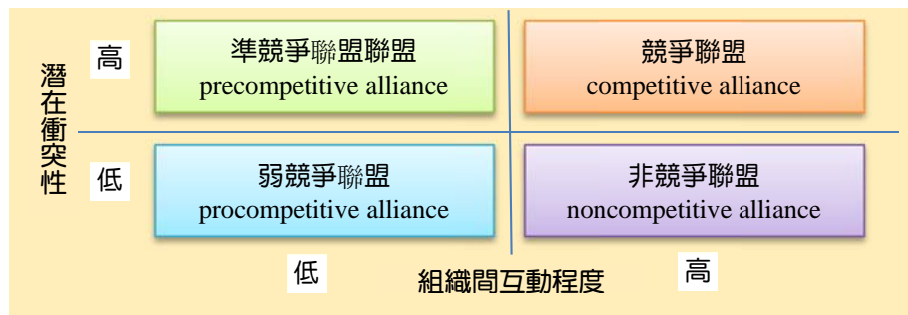 高
準競爭聯盟聯盟
precompetitive alliance
競爭聯盟
competitive alliance
潛在衝突性
低
弱競爭聯盟
procompetitive alliance
非競爭聯盟
noncompetitive alliance
低
組織間互動程度
高